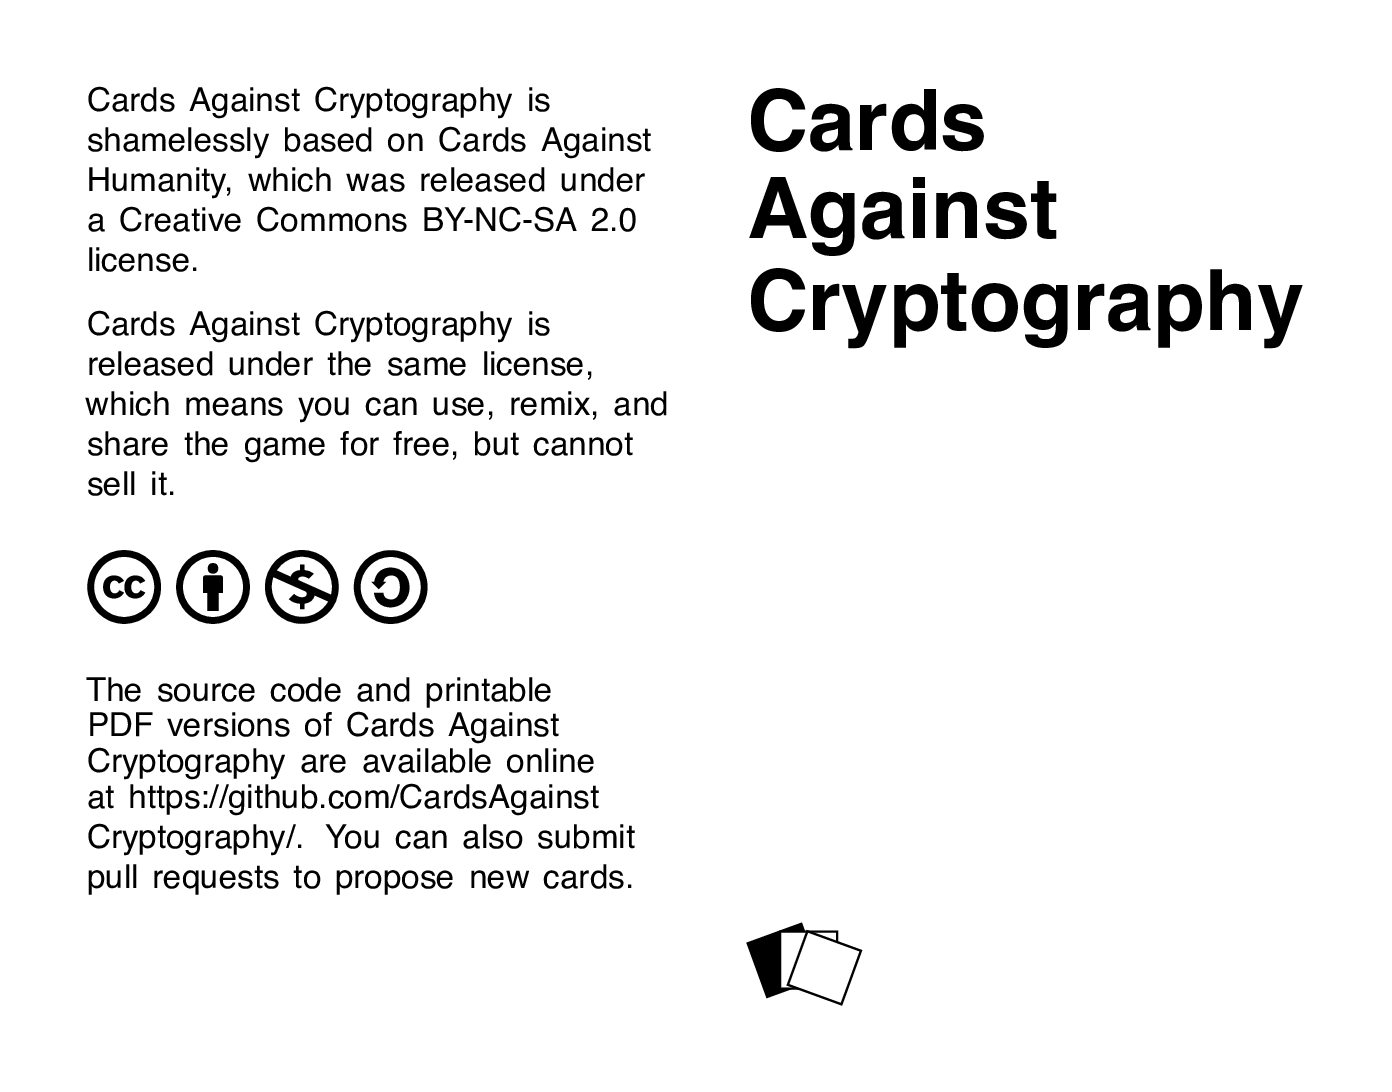 Cards Against Cryptography is
shamelessly based on Cards Against
Humanity, which was released under
a Creative Commons BY-NC-SA 2.0
license.
Cards Against Cryptography is
released under the same license,
which means you can use, remix, and
share the game for free, but cannot
sell it.
cc
The source code and printable
PDF versions of Cards Against
Cryptography are available online
at https://github.com/CardsAgainst
Cryptography/. You can also submit
pull requests to propose new cards.
Cards
Against
Cryptography